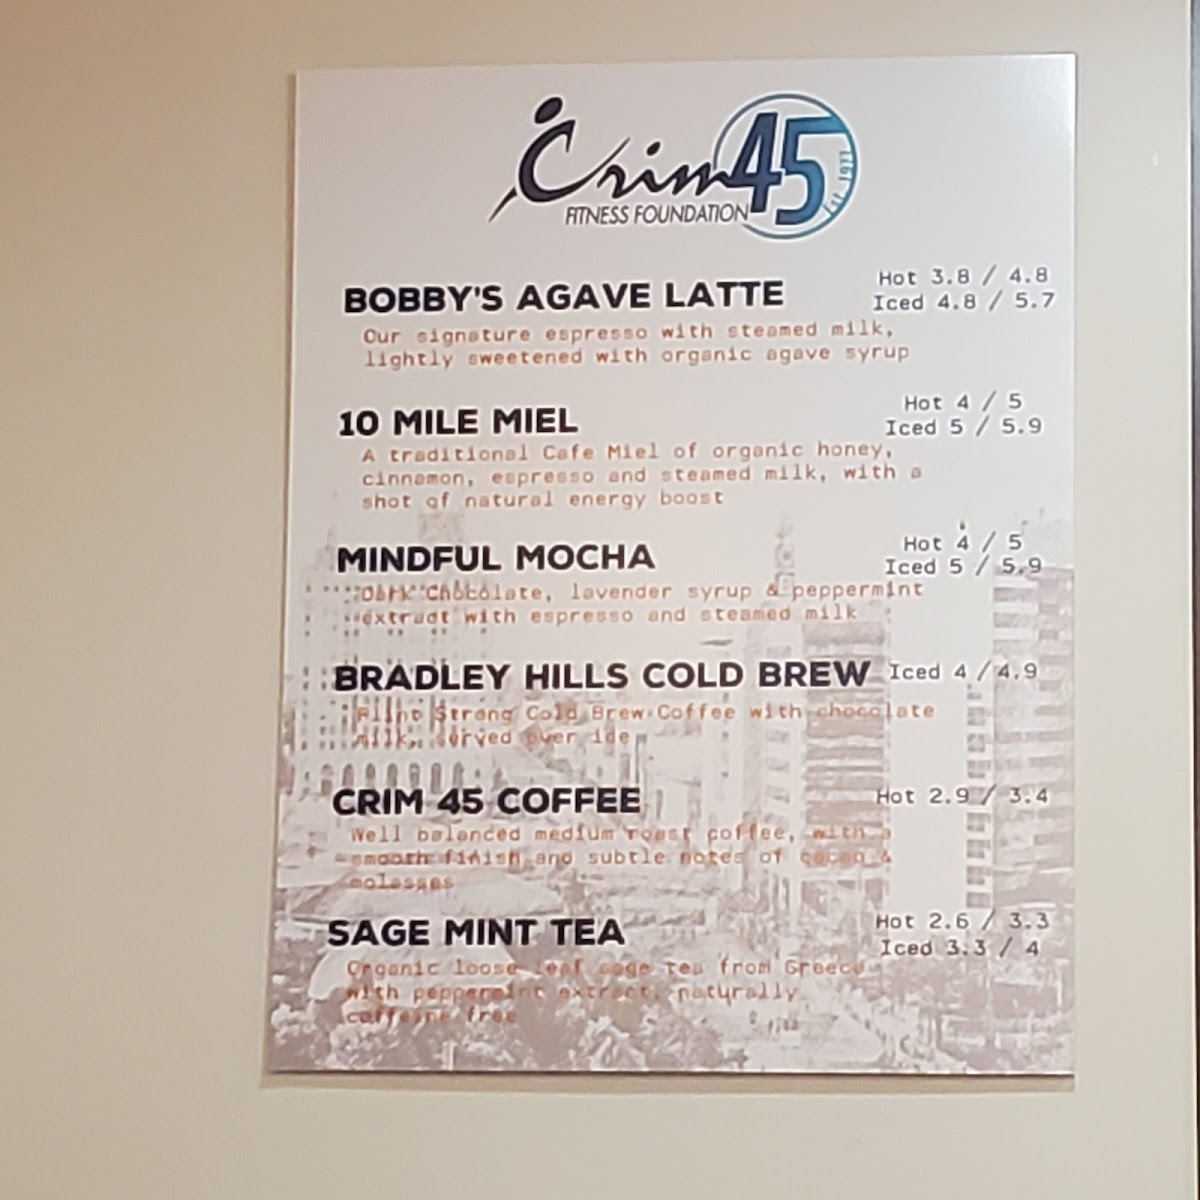 Crim 45
FITNESS FOUNDATION
Est. 1977
BOBBY'S AGAVE LATTE
Hot 3.8 / 4.8
Iced 4.8 / 5.7
Our signature espresso with steamed milk,
lightly sweetened with organic agave syrup
10 MILE MIEL
Hot 4 / 5
Iced 5 / 5.9
A traditional Cafe Miel of organic honey,
cinnamon, espresso and steamed milk, with a
shot of natural energy boost
MINDFUL MOCHA
Hot 4 / 5
Iced 5 / 5.9
Dark Chocolate, lavender syrup & peppermint
extract with espresso and steamed milk
BRADLEY HILLS COLD BREW
Iced 4 / 4.9
Flint Strong Cold Brew Coffee with chocolate
milk, served over ice
CRIM 45 COFFEE
Hot 2.9 / 3.4
Well balanced medium roast coffee, with a
smooth finish and subtle notes of cacao &
molasses
SAGE MINT TEA
Hot 2.6 / 3.3
Iced 3.3 / 4
Organic loose leaf sage tea from Greece
with peppermint extract, naturally
caffeine free